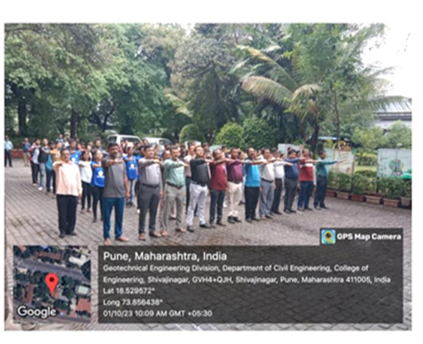 GPS Map Camera
Pune, Maharashtra, India
Geotechnical Engineering Division, Department of Civil Engineering, College of
Engineering, Shivajinagar, GVH4+QJH, Shivajinagar, Pune, Maharashtra 411005, India
Lat 18.529572°
Long 73.856438°
01/10/23 10:09 AM GMT +05:30
Google